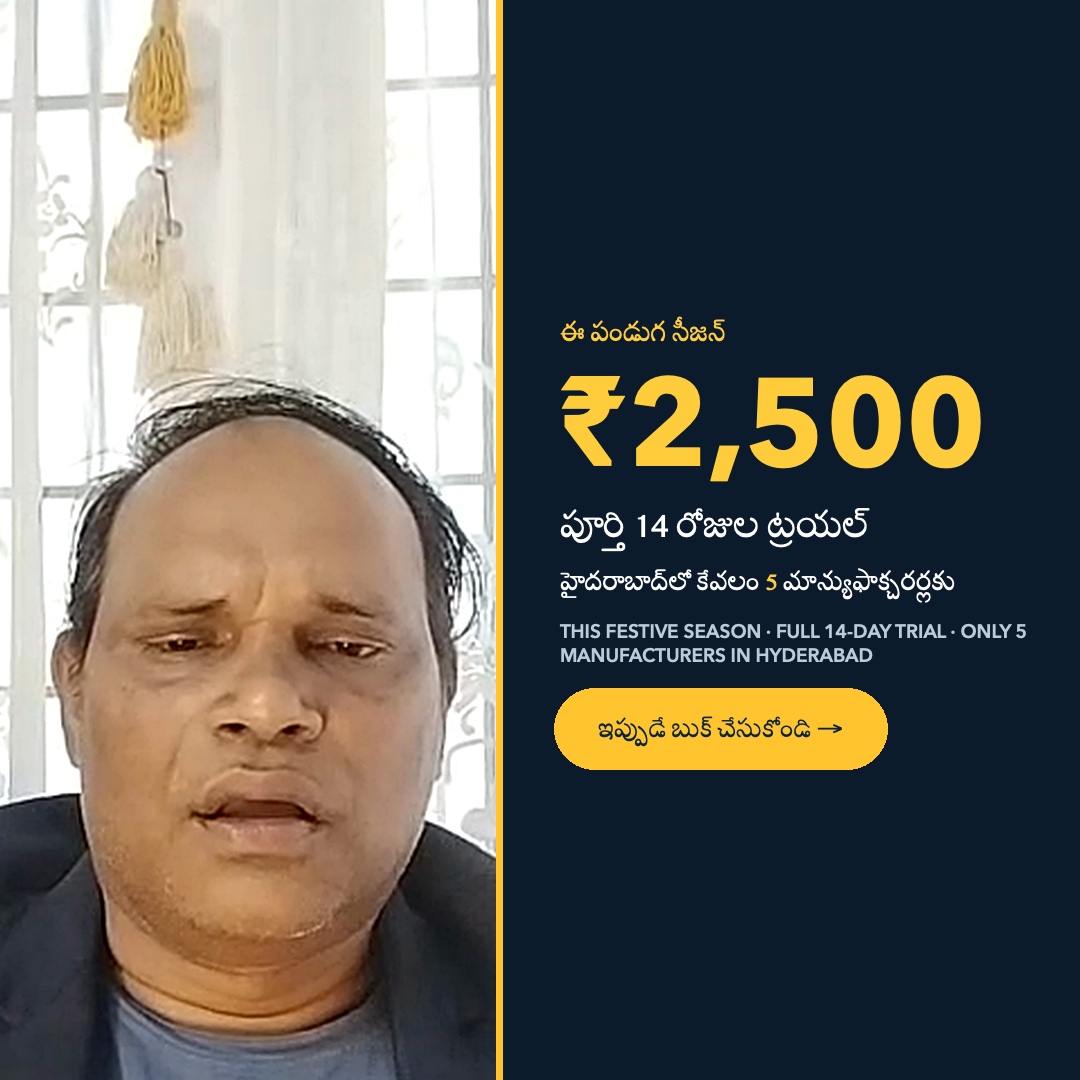 ఈ పండుగ సీజన్
₹2,500
పూర్తి 14 రోజుల ట్రయల్
హైదరాబాద్‌లో కేవలం 5 మాన్యుఫాక్చరర్లకు
THIS FESTIVE SEASON · FULL 14-DAY TRIAL · ONLY 5
MANUFACTURERS IN HYDERABAD
ఇప్పుడే బుక్ చేసుకోండి →